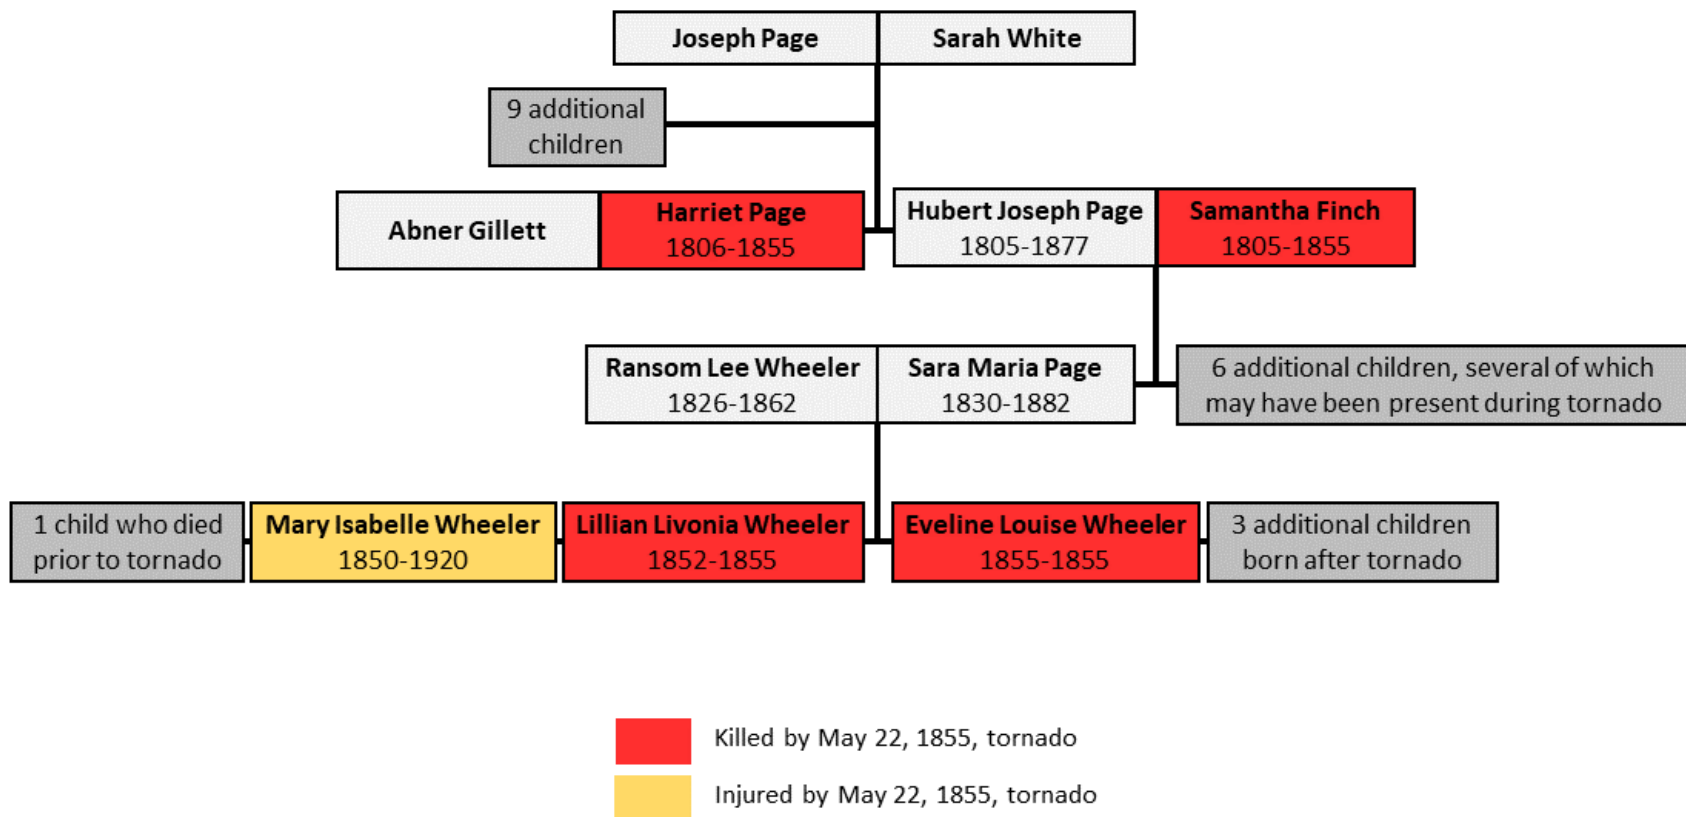 Joseph Page
Sarah White
9 additional
children
Abner Gillett
Harriet Page
1806-1855
Hubert Joseph Page
1805-1877
Samantha Finch
1805-1855
Ransom Lee Wheeler
1826-1862
Sara Maria Page
1830-1882
6 additional children, several of which
may have been present during tornado
1 child who died
prior to tornado
Mary Isabelle Wheeler
1850-1920
Lillian Livonia Wheeler
1852-1855
Eveline Louise Wheeler
1855-1855
3 additional children
born after tornado
Killed by May 22, 1855, tornado
Injured by May 22, 1855, tornado